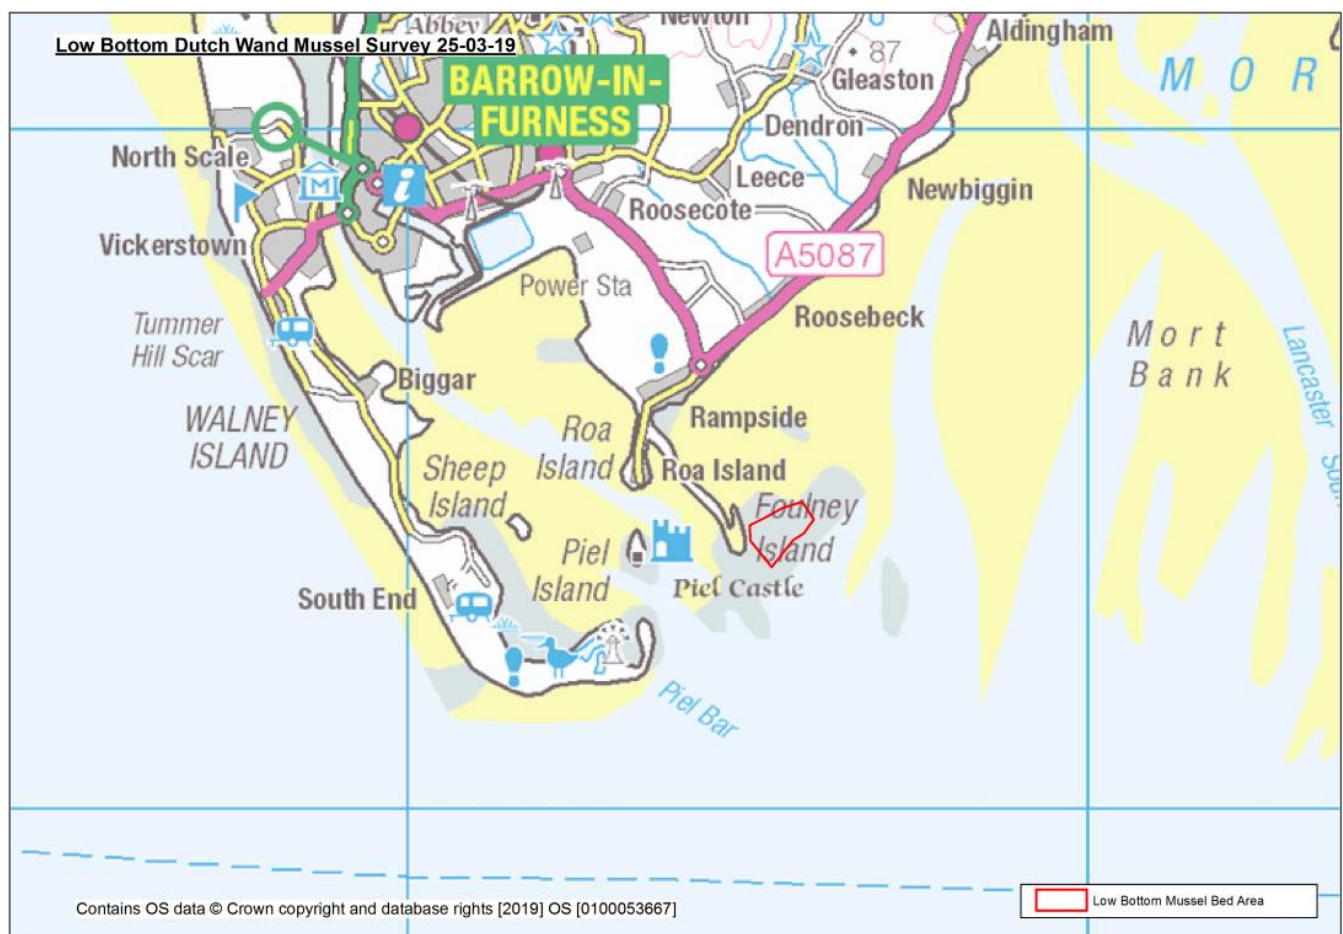 Abbey
Newton
Aldingham
Low Bottom Dutch Wand Mussel Survey 25-03-19
87
Gleaston
M O R
BARROW-IN-
FURNESS
Dendron
North Scale
M
i
Leece
Newbiggin
Roosecote
Vickerstown
A5087
Power Sta
Roosebeck
Tummer
Hill Scar
Mort
Bank
Lancaster
Biggar
WALNEY
ISLAND
Rampside
Roa
Island
Roa Island
Sheep
Island
Foulney
Island
Piel
Island
Piel Castle
South End
Piel Bar
Low Bottom Mussel Bed Area
Contains OS data © Crown copyright and database rights [2019] OS [0100053667]